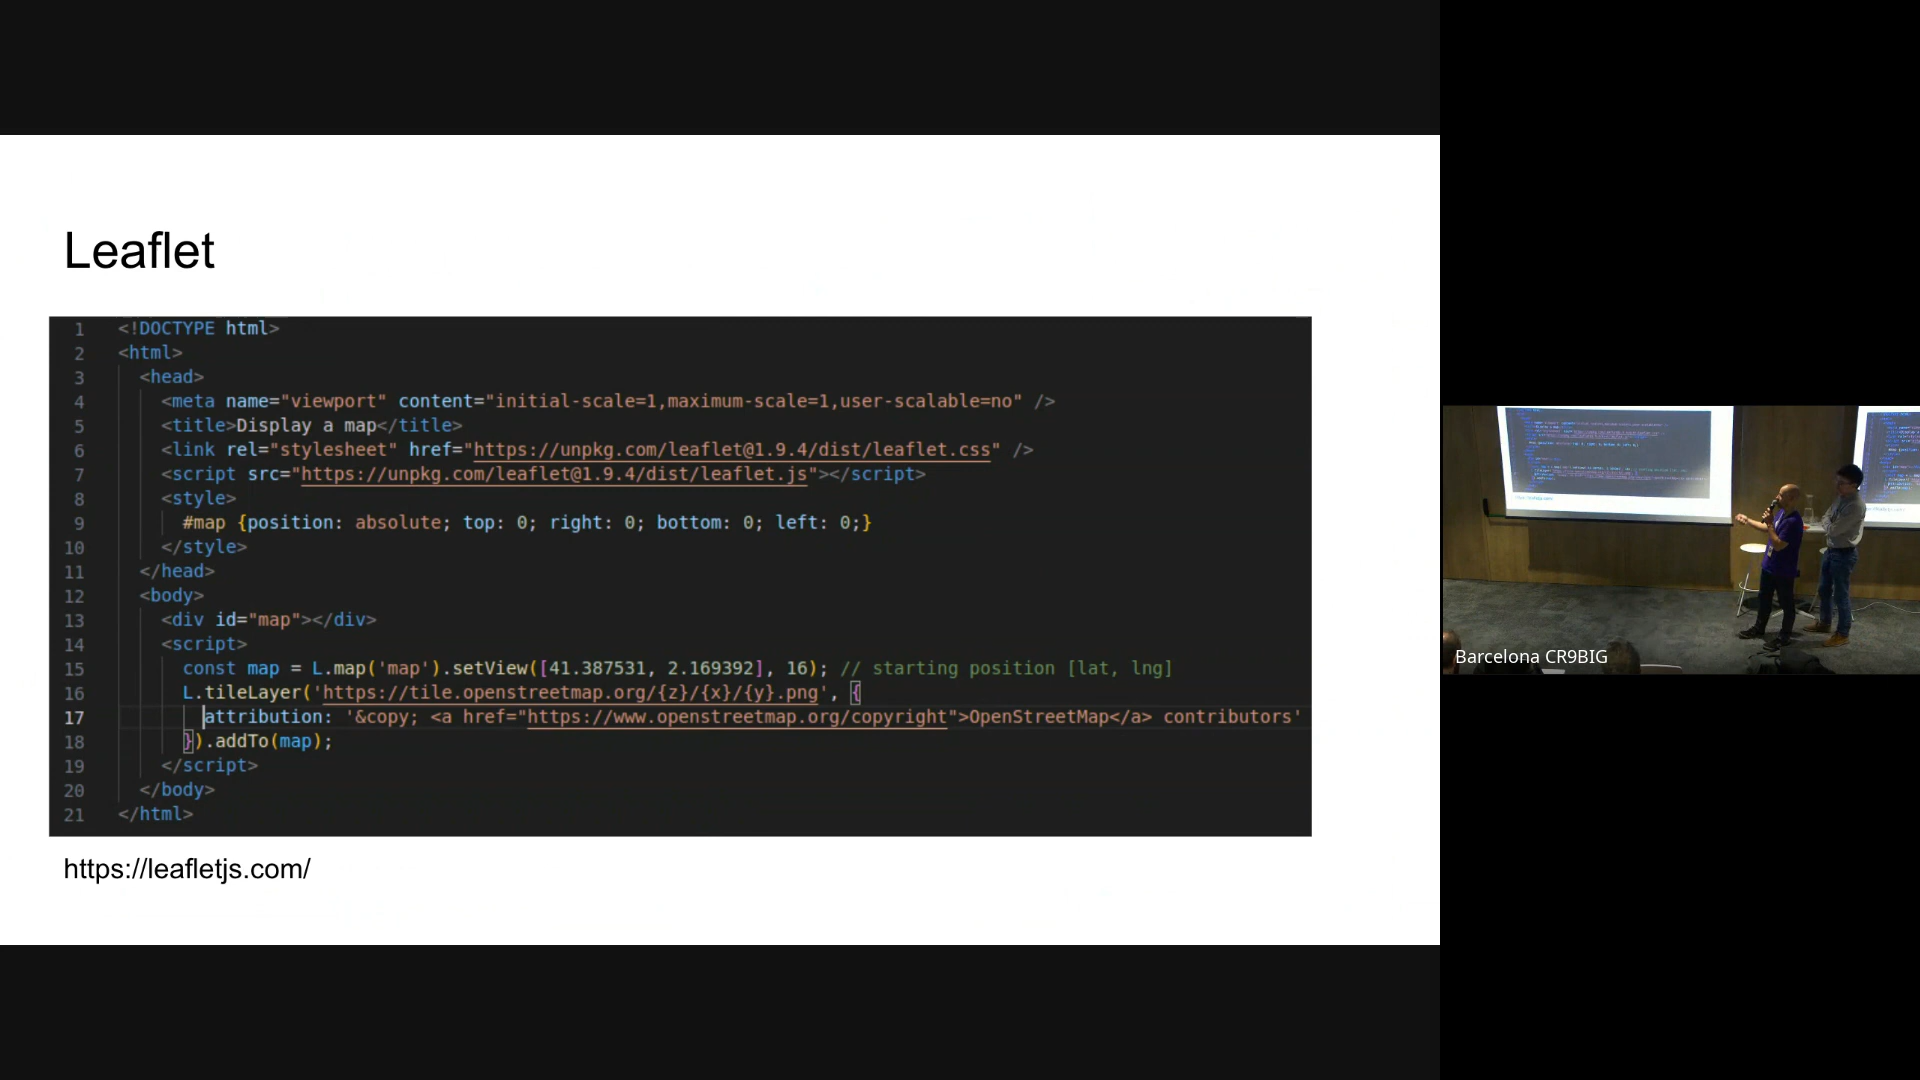 Leaflet
1 <!DOCTYPE html>
2 <html>
3 <head>
4 <meta name="viewport" content="initial-scale=1,maximum-scale=1,user-scalable=no" />
5 <title>Display a map</title>
6 <link rel="stylesheet" href="https://unpkg.com/leaflet@1.9.4/dist/leaflet.css" />
7 <script src="https://unpkg.com/leaflet@1.9.4/dist/leaflet.js"></script>
8 <style>
9 #map {position: absolute; top: 0; right: 0; bottom: 0; left: 0;}
10 </style>
11 </head>
12 <body>
13 <div id="map"></div>
14 <script>
15 const map = L.map('map').setView([41.387531, 2.169392], 16); // starting position [lat, lng]
16 L.tileLayer('https://tile.openstreetmap.org/{z}/{x}/{y}.png', {
17 attribution: '&copy; <a href="https://www.openstreetmap.org/copyright">OpenStreetMap</a> contributors'
18 }).addTo(map);
19 </script>
20 </body>
21 </html>
https://leafletjs.com/
Barcelona CR9BIG